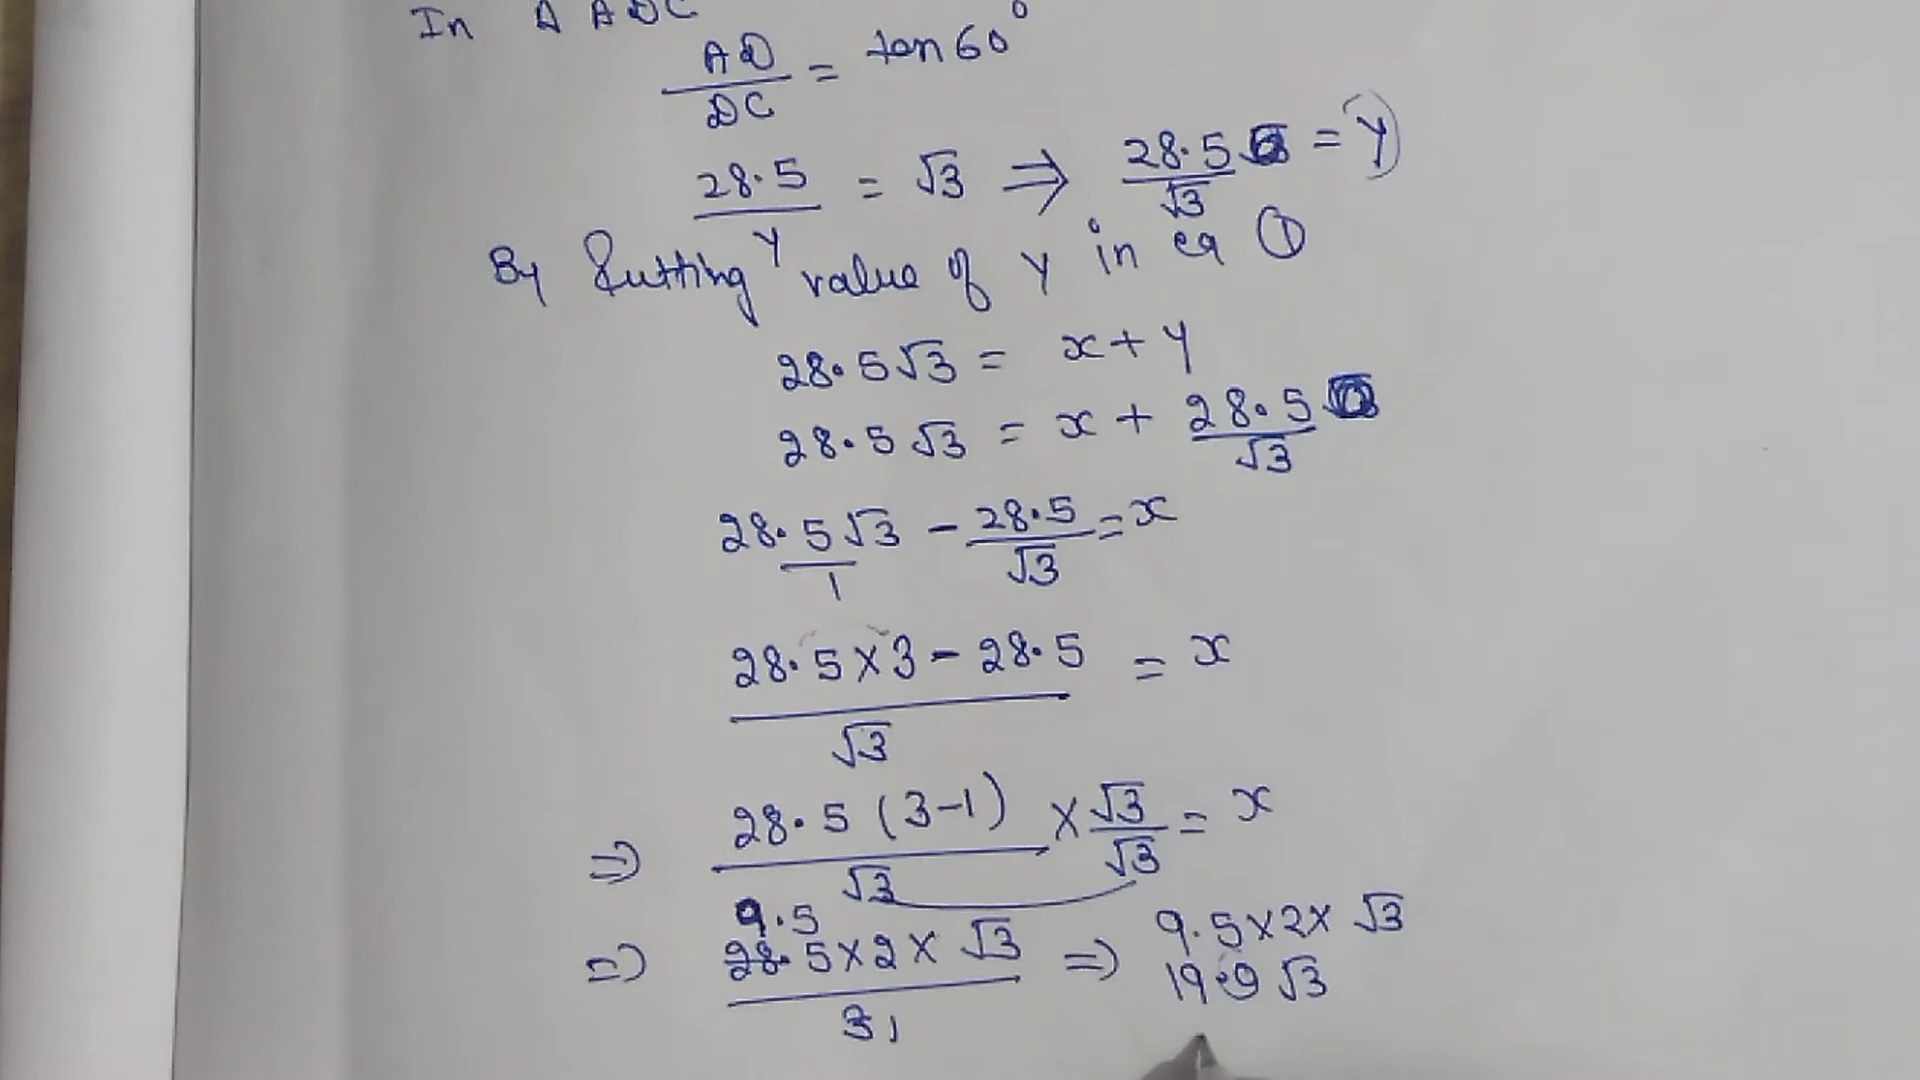 In Δ ADC
AD/DC = tan60°
28.5/y = √3 ⇒ 28.5/√3 = y
By Putting value of y in eq ①
28.5√3 = x + y
28.5√3 = x + 28.5/√3
28.5√3/1 - 28.5/√3 = x
28.5×3 - 28.5/√3 = x
⇒ 28.5(3-1)/√3 × √3/√3 = x
9.5
⇒ 28.5×2×√3/3 1 ⇒ 9.5×2×√3
19.0√3